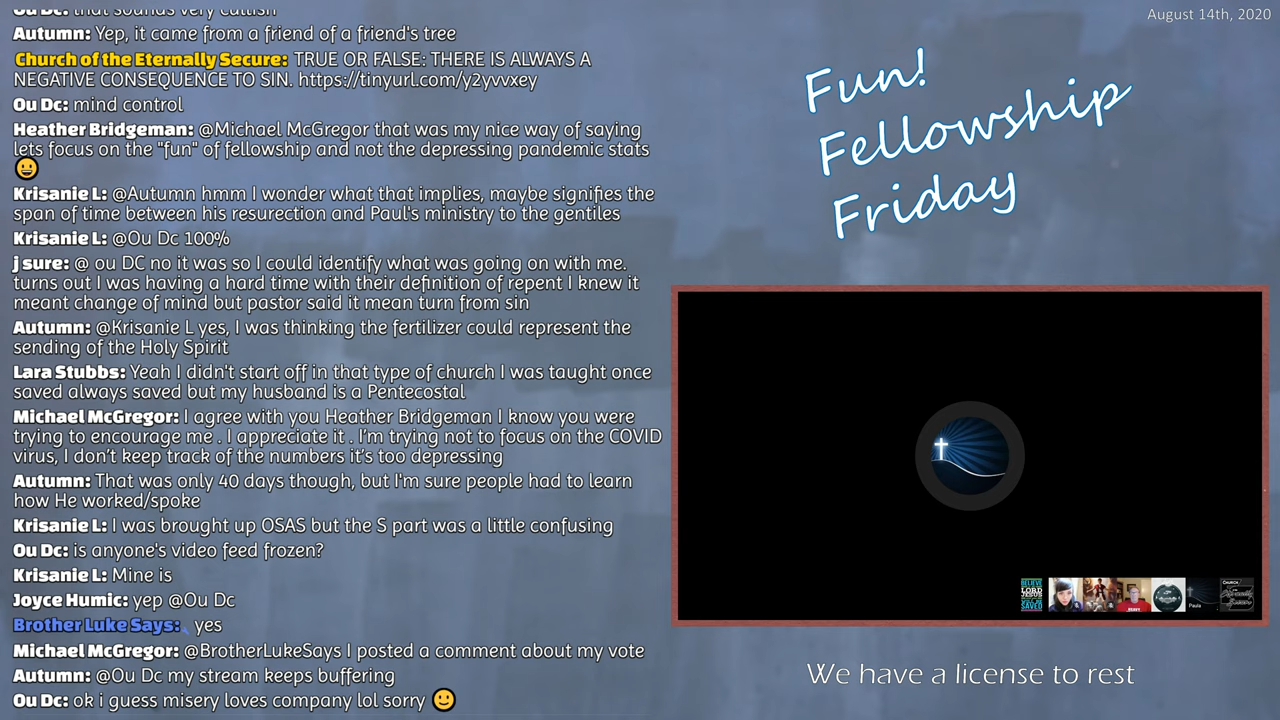 Ou Dc: that sounds very cultish
Autumn: Yep, it came from a friend of a friend's tree
Church of the Eternally Secure: TRUE OR FALSE: THERE IS ALWAYS A
NEGATIVE CONSEQUENCE TO SIN. https://tinyurl.com/y2yvvxey
Ou Dc: mind control
Heather Bridgeman: @Michael McGregor that was my nice way of saying
lets focus on the "fun" of fellowship and not the depressing pandemic stats
😀
Krisanie L: @Autumn hmm I wonder what that implies, maybe signifies the
span of time between his resurection and Paul's ministry to the gentiles
Krisanie L: @Ou Dc 100%
j sure: @ ou DC no it was so I could identify what was going on with me.
turns out I was having a hard time with their definition of repent I knew it
meant change of mind but pastor said it mean turn from sin
Autumn: @Krisanie L yes, I was thinking the fertilizer could represent the
sending of the Holy Spirit
Lara Stubbs: Yeah I didn't start off in that type of church I was taught once
saved always saved but my husband is a Pentecostal
Michael McGregor: I agree with you Heather Bridgeman I know you were
trying to encourage me . I appreciate it . I'm trying not to focus on the COVID
virus, I don't keep track of the numbers it's too depressing
Autumn: That was only 40 days though, but I'm sure people had to learn
how He worked/spoke
Krisanie L: I was brought up OSAS but the S part was a little confusing
Ou Dc: is anyone's video feed frozen?
Krisanie L: Mine is
Joyce Humic: yep @Ou Dc
Brother Luke Says: yes
Michael McGregor: @BrotherLukeSays I posted a comment about my vote
Autumn: @Ou Dc my stream keeps buffering
Ou Dc: ok i guess misery loves company lol sorry 🙂
August 14th, 2020
Fun!
Fellowship
Friday
BELIEVE
LORD
JESUS
SAVED
Paula
CHURCH
We have a license to rest